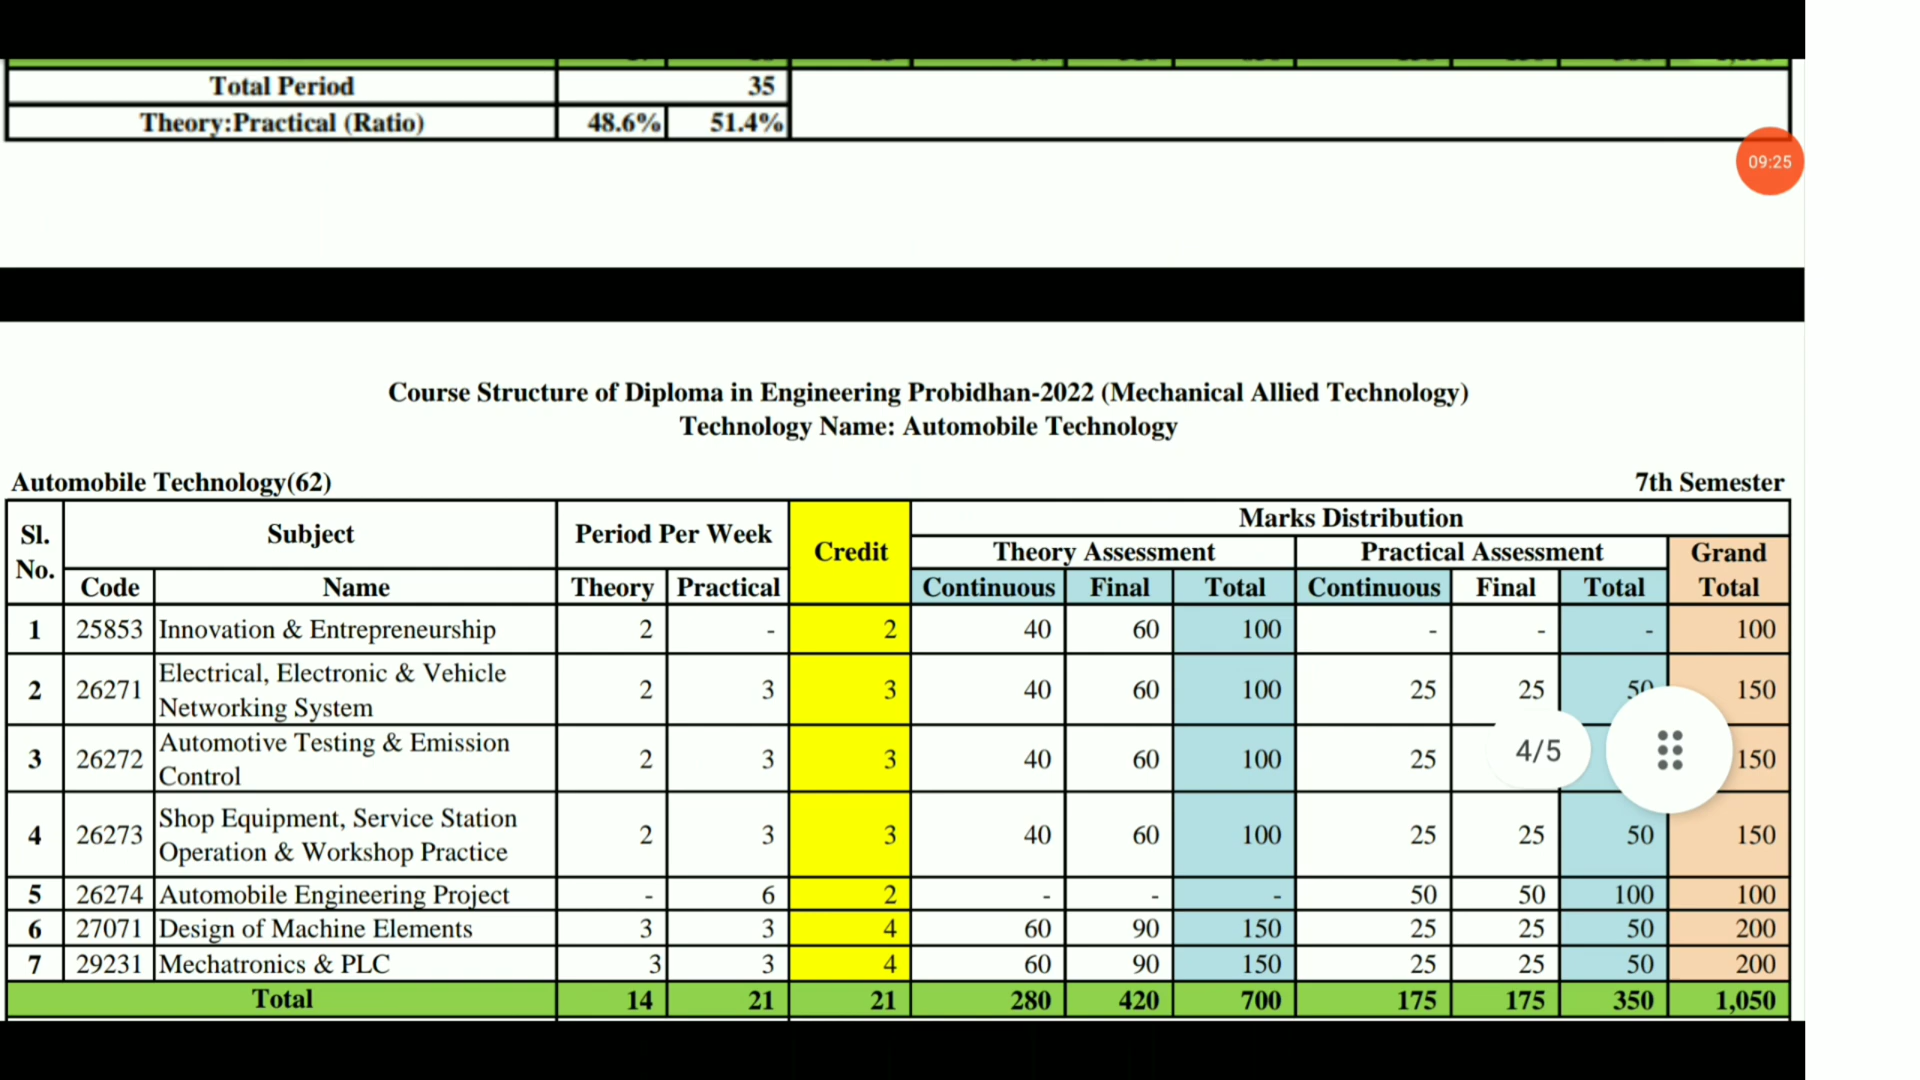 Total Period 35
Theory:Practical (Ratio) 48.6% 51.4%
09:25
Course Structure of Diploma in Engineering Probidhan-2022 (Mechanical Allied Technology)
Technology Name: Automobile Technology
Automobile Technology(62) 7th Semester
Sl. No. Subject Period Per Week Credit Marks Distribution
Theory Assessment Practical Assessment Grand Total
Code Name Theory Practical Continuous Final Total Continuous Final Total
1 25853 Innovation & Entrepreneurship 2 - 2 40 60 100 - - - 100
2 26271 Electrical, Electronic & Vehicle Networking System 2 3 3 40 60 100 25 25 50 150
3 26272 Automotive Testing & Emission Control 2 3 3 40 60 100 25 150
4/5
4 26273 Shop Equipment, Service Station Operation & Workshop Practice 2 3 3 40 60 100 25 25 50 150
5 26274 Automobile Engineering Project - 6 2 - - - 50 50 100 100
6 27071 Design of Machine Elements 3 3 4 60 90 150 25 25 50 200
7 29231 Mechatronics & PLC 3 3 4 60 90 150 25 25 50 200
Total 14 21 21 280 420 700 175 175 350 1,050